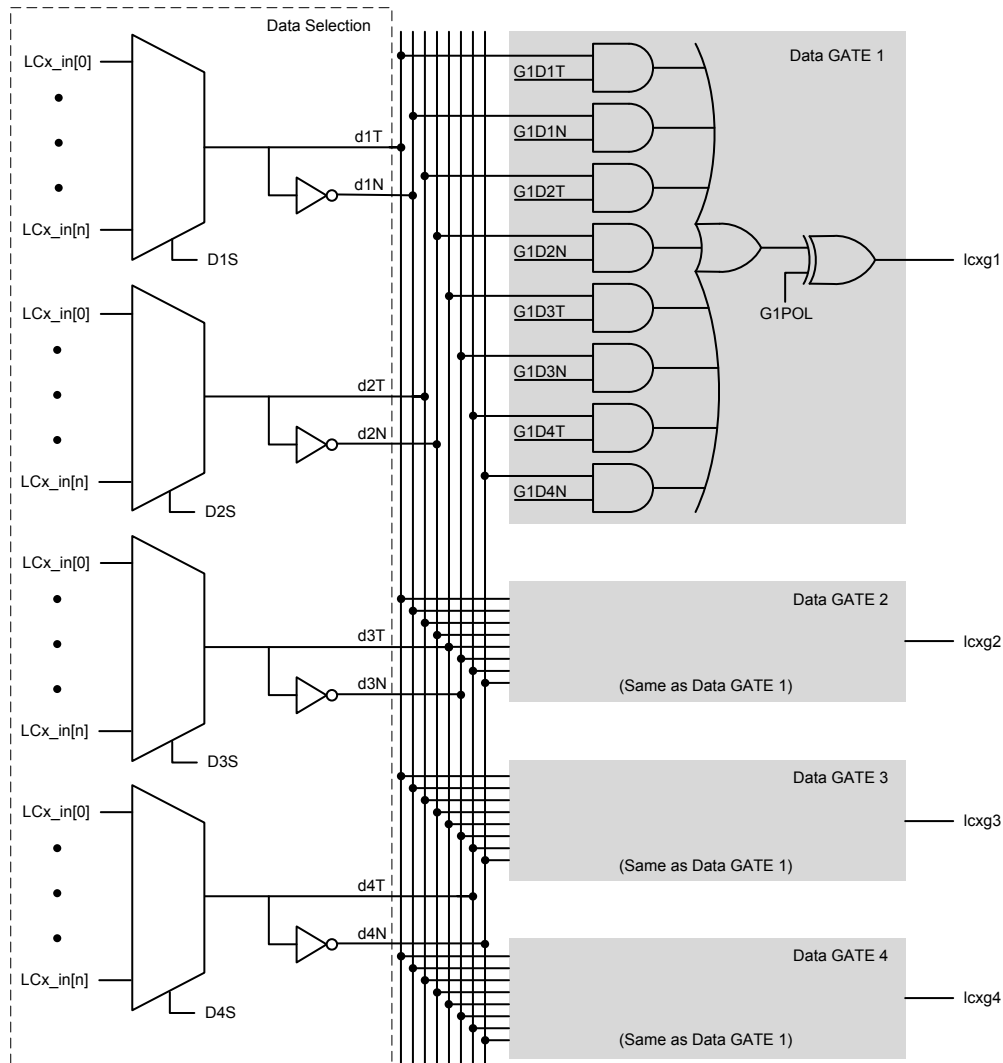 Data Selection
LCx_in[0]
LCx_in[n]
D1S
d1T
d1N
LCx_in[0]
LCx_in[n]
D2S
d2T
d2N
LCx_in[0]
LCx_in[n]
D3S
d3T
d3N
LCx_in[0]
LCx_in[n]
D4S
d4T
d4N
Data GATE 1
G1D1T
G1D1N
G1D2T
G1D2N
G1D3T
G1D3N
G1D4T
G1D4N
G1POL
lcxg1
Data GATE 2
(Same as Data GATE 1)
lcxg2
Data GATE 3
(Same as Data GATE 1)
lcxg3
Data GATE 4
(Same as Data GATE 1)
lcxg4